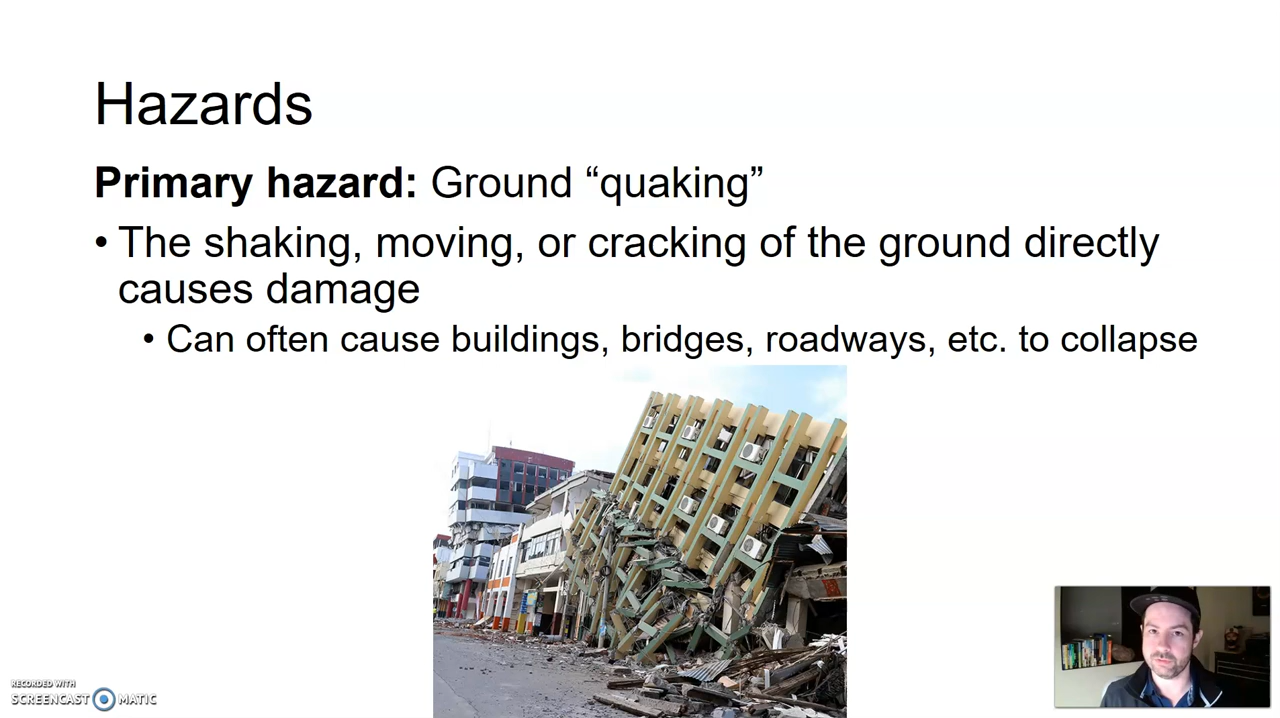 Hazards
Primary hazard: Ground “quaking”
• The shaking, moving, or cracking of the ground directly
causes damage
• Can often cause buildings, bridges, roadways, etc. to collapse
RECORDED WITH
SCREENCAST MATIC